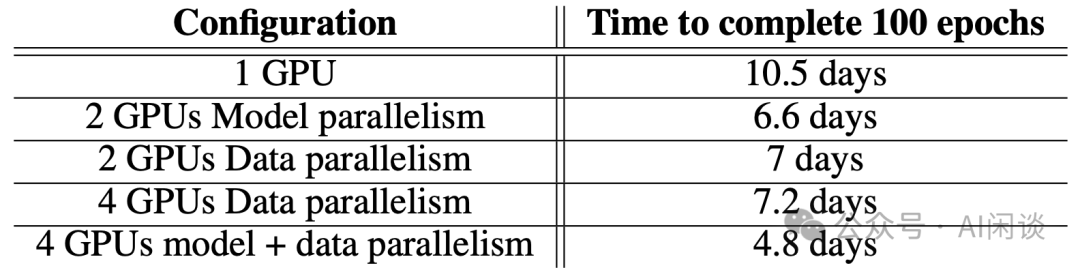 Configuration Time to complete 100 epochs
1 GPU 10.5 days
2 GPUs Model parallelism 6.6 days
2 GPUs Data parallelism 7 days
4 GPUs Data parallelism 7.2 days
4 GPUs model + data parallelism 4.8 days
公众号 · AI闲谈